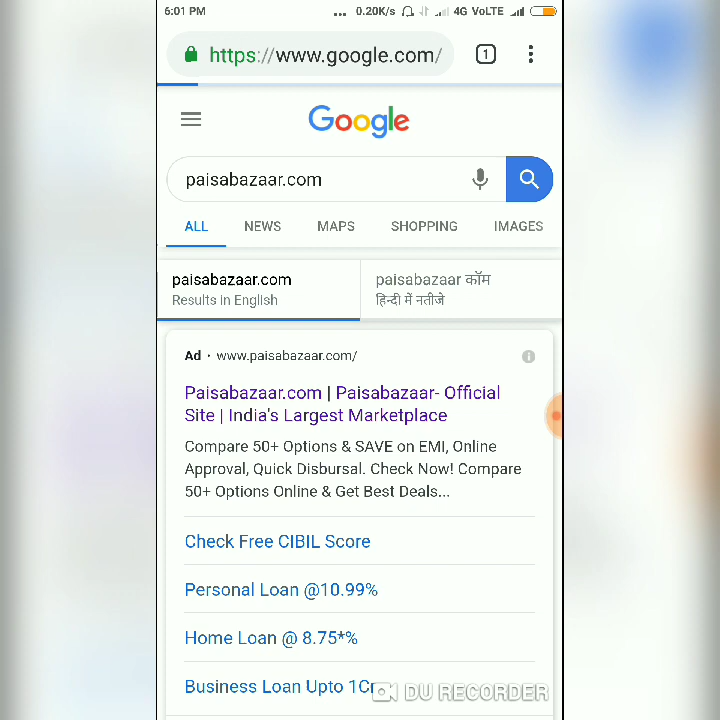 6:01 PM ... 0.20K/s 4G VoLTE
https://www.google.com/ 1
Google
paisabazaar.com
ALL NEWS MAPS SHOPPING IMAGES
paisabazaar.com paisabazaar कॉम
Results in English हिन्दी में नतीजे
Ad · www.paisabazaar.com/
Paisabazaar.com | Paisabazaar- Official
Site | India's Largest Marketplace
Compare 50+ Options & SAVE on EMI, Online
Approval, Quick Disbursal. Check Now! Compare
50+ Options Online & Get Best Deals...
Check Free CIBIL Score
Personal Loan @10.99%
Home Loan @ 8.75*%
Business Loan Upto 1Cr
DU RECORDER